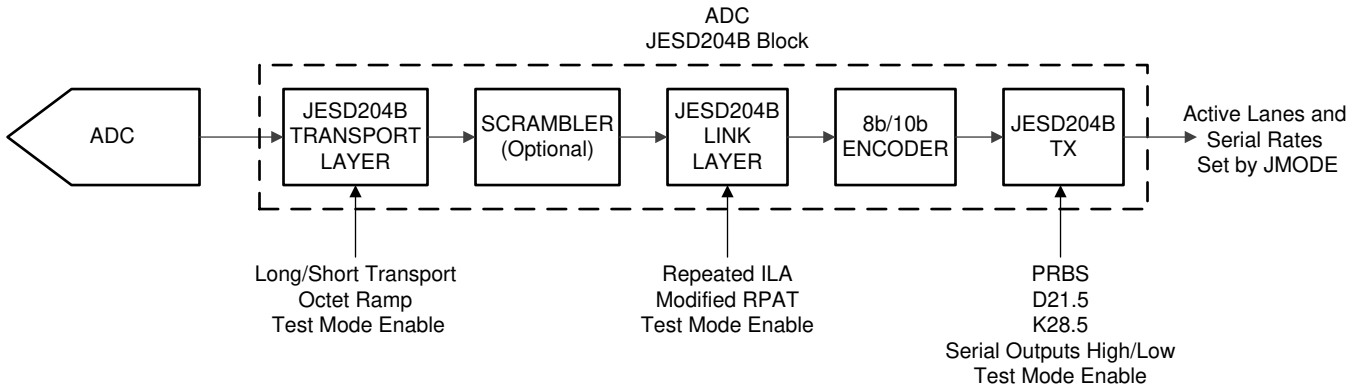 ADC
JESD204B Block
ADC
JESD204B
TRANSPORT
LAYER
SCRAMBLER
(Optional)
JESD204B
LINK
LAYER
8b/10b
ENCODER
JESD204B
TX
Active Lanes and
Serial Rates
Set by JMODE
Long/Short Transport
Octet Ramp
Test Mode Enable
Repeated ILA
Modified RPAT
Test Mode Enable
PRBS
D21.5
K28.5
Serial Outputs High/Low
Test Mode Enable